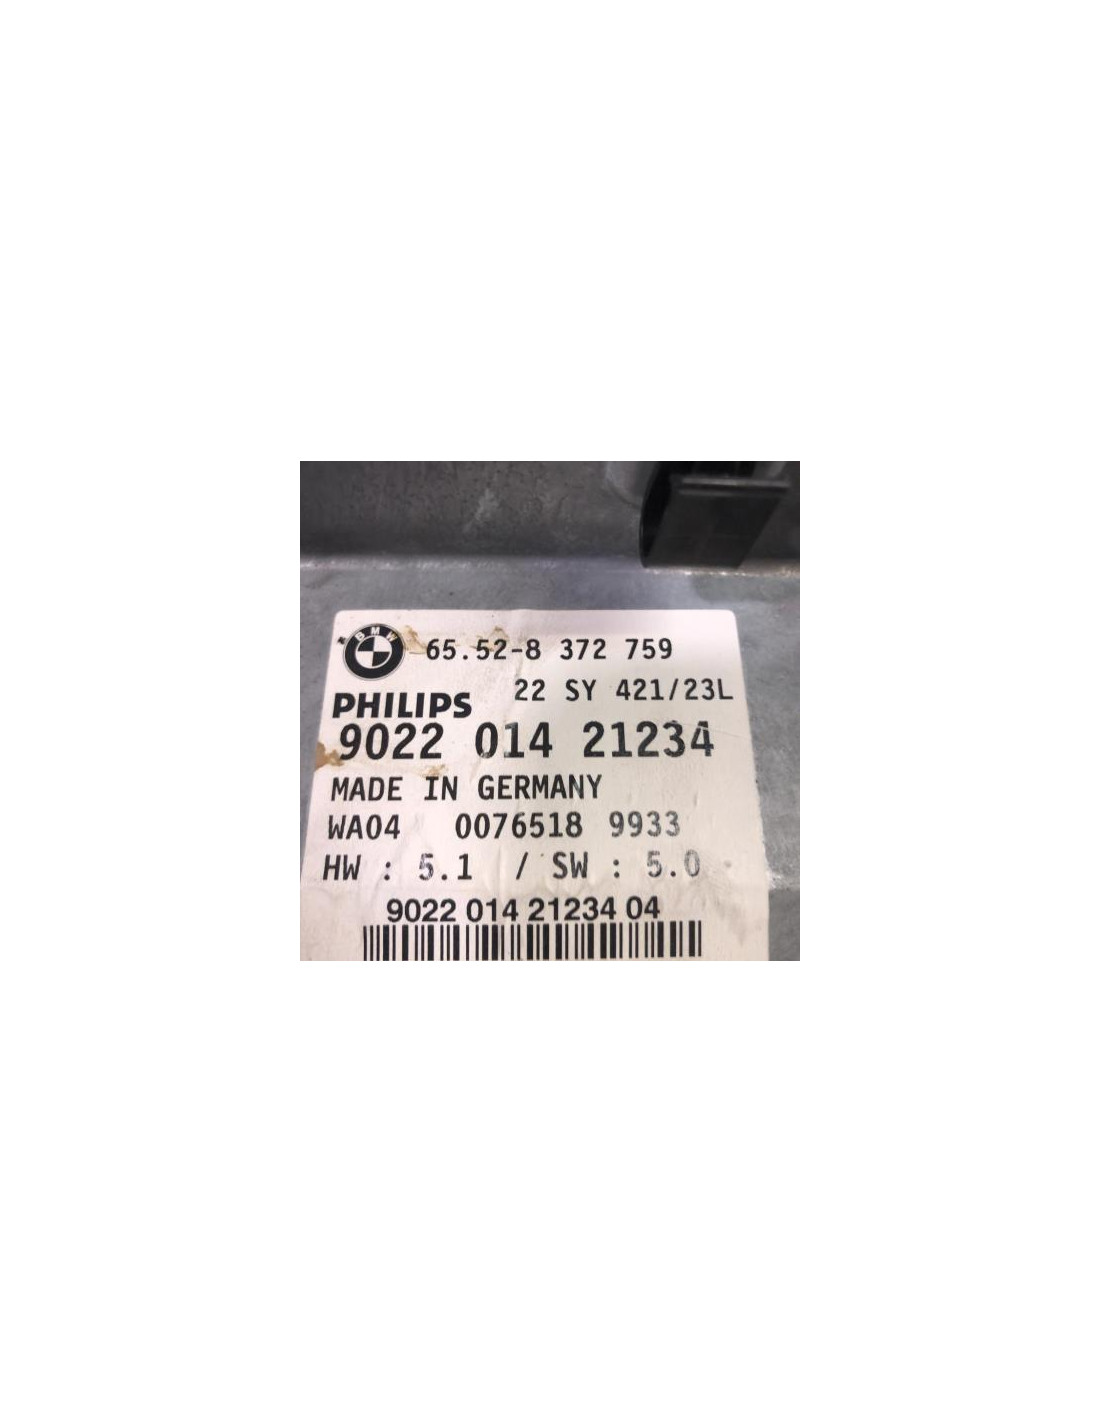 BMW
65.52-8 372 759
22 SY 421/23L
PHILIPS
9022 014 21234
MADE IN GERMANY
WA04 0076518 9933
HW : 5.1 / SW : 5.0
9022 014 21234 04